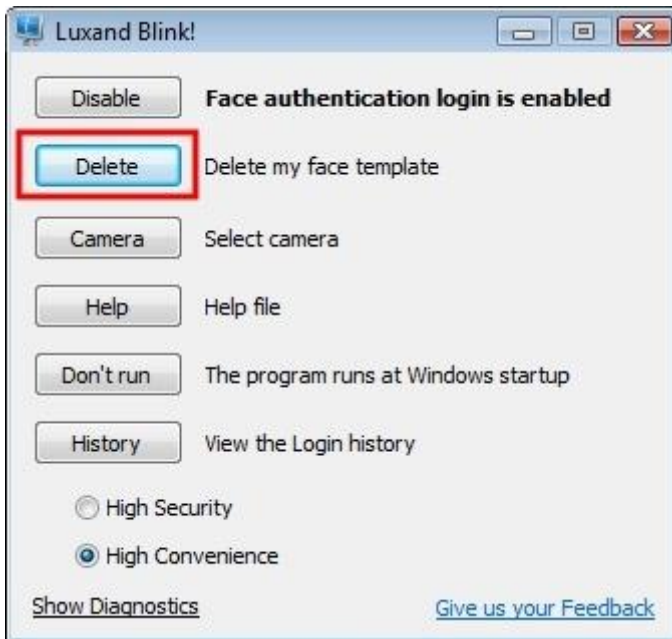 Luxand Blink!
Disable Face authentication login is enabled
Delete Delete my face template
Camera Select camera
Help Help file
Don't run The program runs at Windows startup
History View the Login history
High Security
High Convenience
Show Diagnostics Give us your Feedback